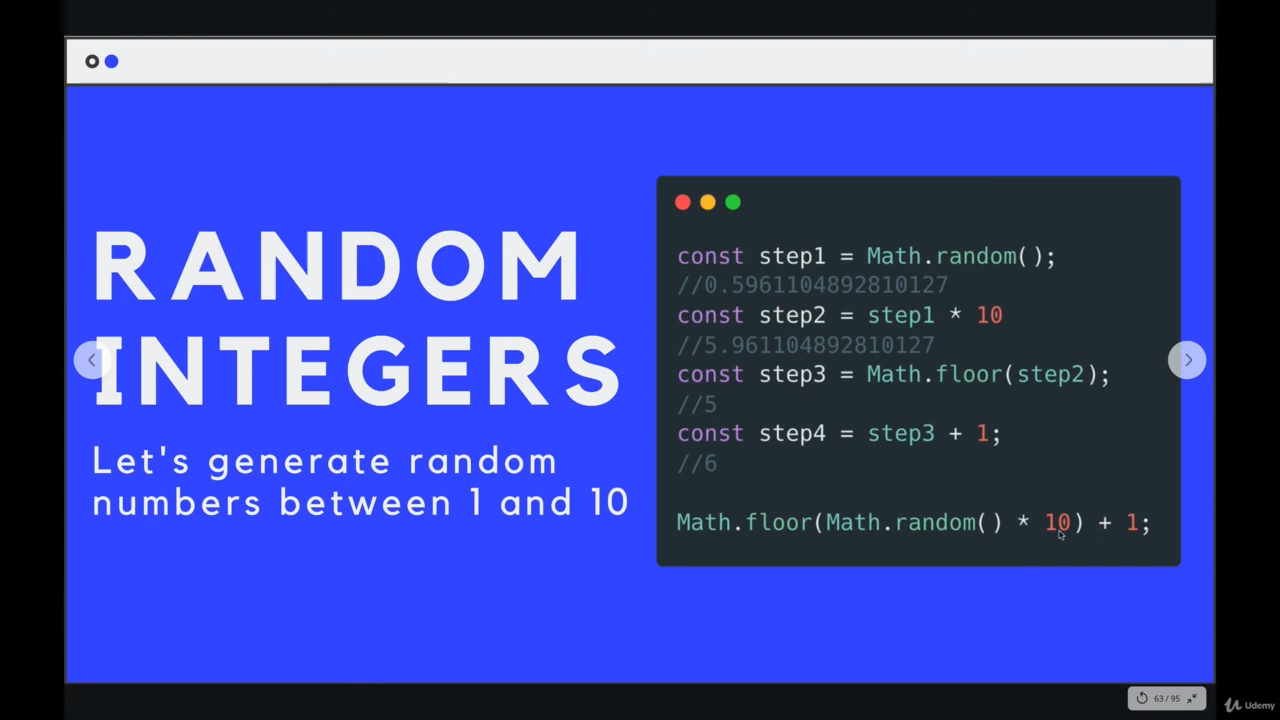 RANDOM
INTEGERS
Let's generate random
numbers between 1 and 10
const step1 = Math.random();
//0.5961104892810127
const step2 = step1 * 10
//5.961104892810127
const step3 = Math.floor(step2);
//5
const step4 = step3 + 1;
//6
Math.floor(Math.random() * 10) + 1;
63 / 95
Udemy